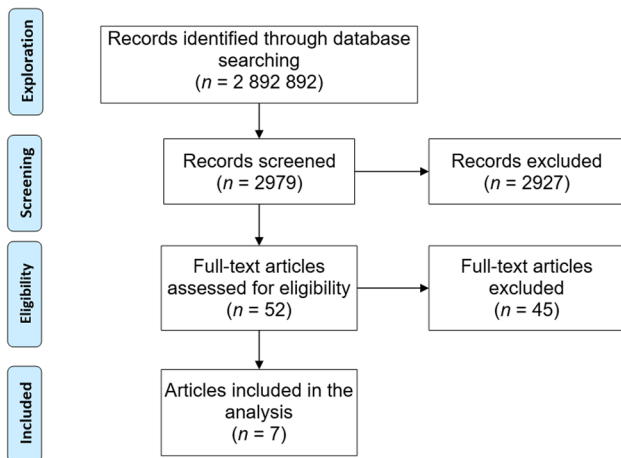 Exploration
Records identified through database
searching
(n = 2 892 892)
Screening
Records screened
(n = 2979)
Records excluded
(n = 2927)
Eligibility
Full-text articles
assessed for eligibility
(n = 52)
Full-text articles
excluded
(n = 45)
Included
Articles included in the
analysis
(n = 7)